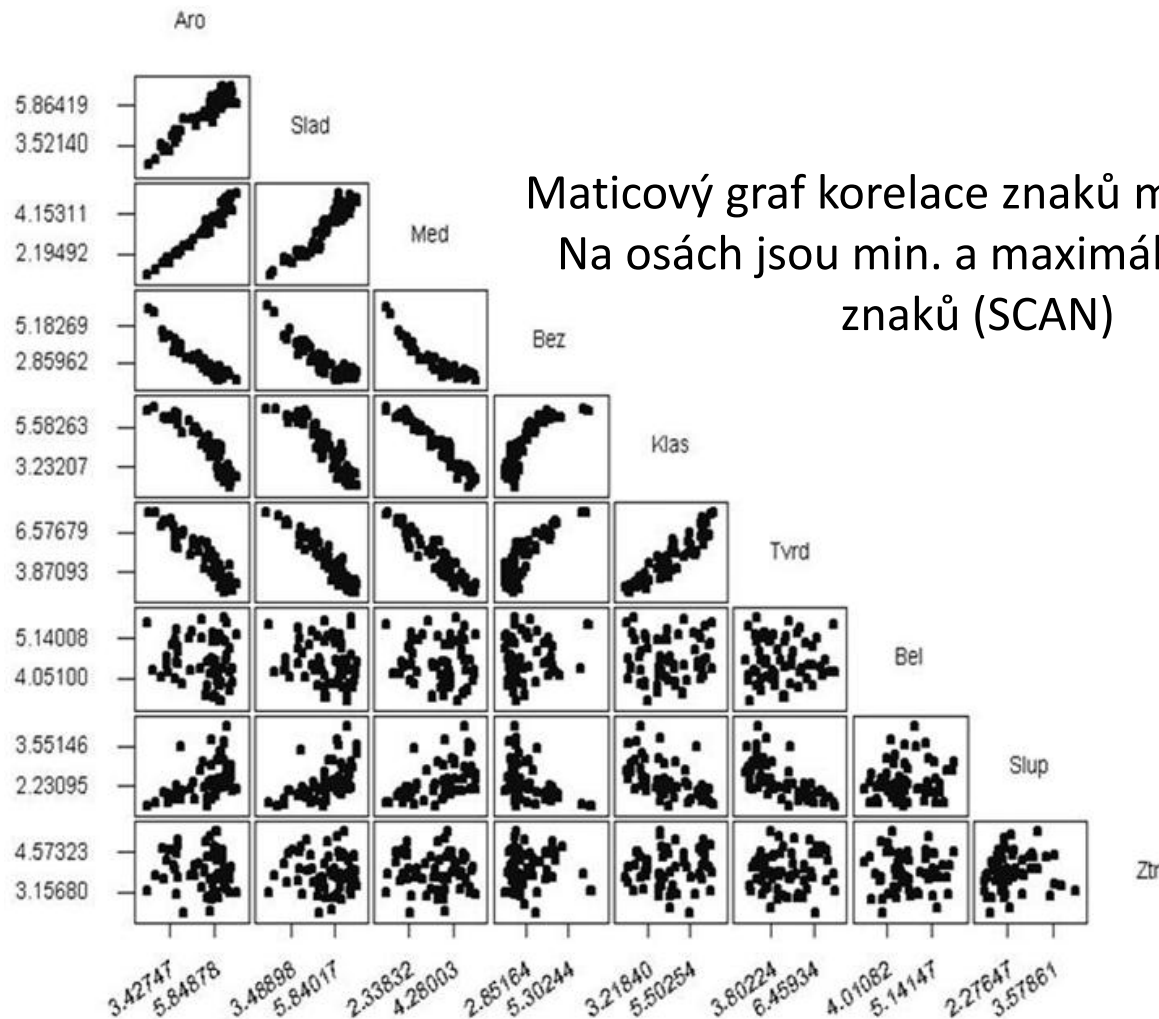 Aro
5.86419
3.52140
Slad
4.15311
2.19492
Med
Maticový graf korelace znaků
Na osách jsou min. a
znaků (SCAN)
5.18269
2.85962
Bez
5.58263
3.23207
Klas
6.57679
3.87093
Tvrd
5.14008
4.05100
Bel
3.55146
2.23095
Slup
4.57323
3.15680
3.42747
5.84878
3.48898
5.84017
2.33832
4.28003
2.85164
5.30244
3.21840
5.50254
3.80224
6.45934
4.01082
5.14147
2.27647
3.57861